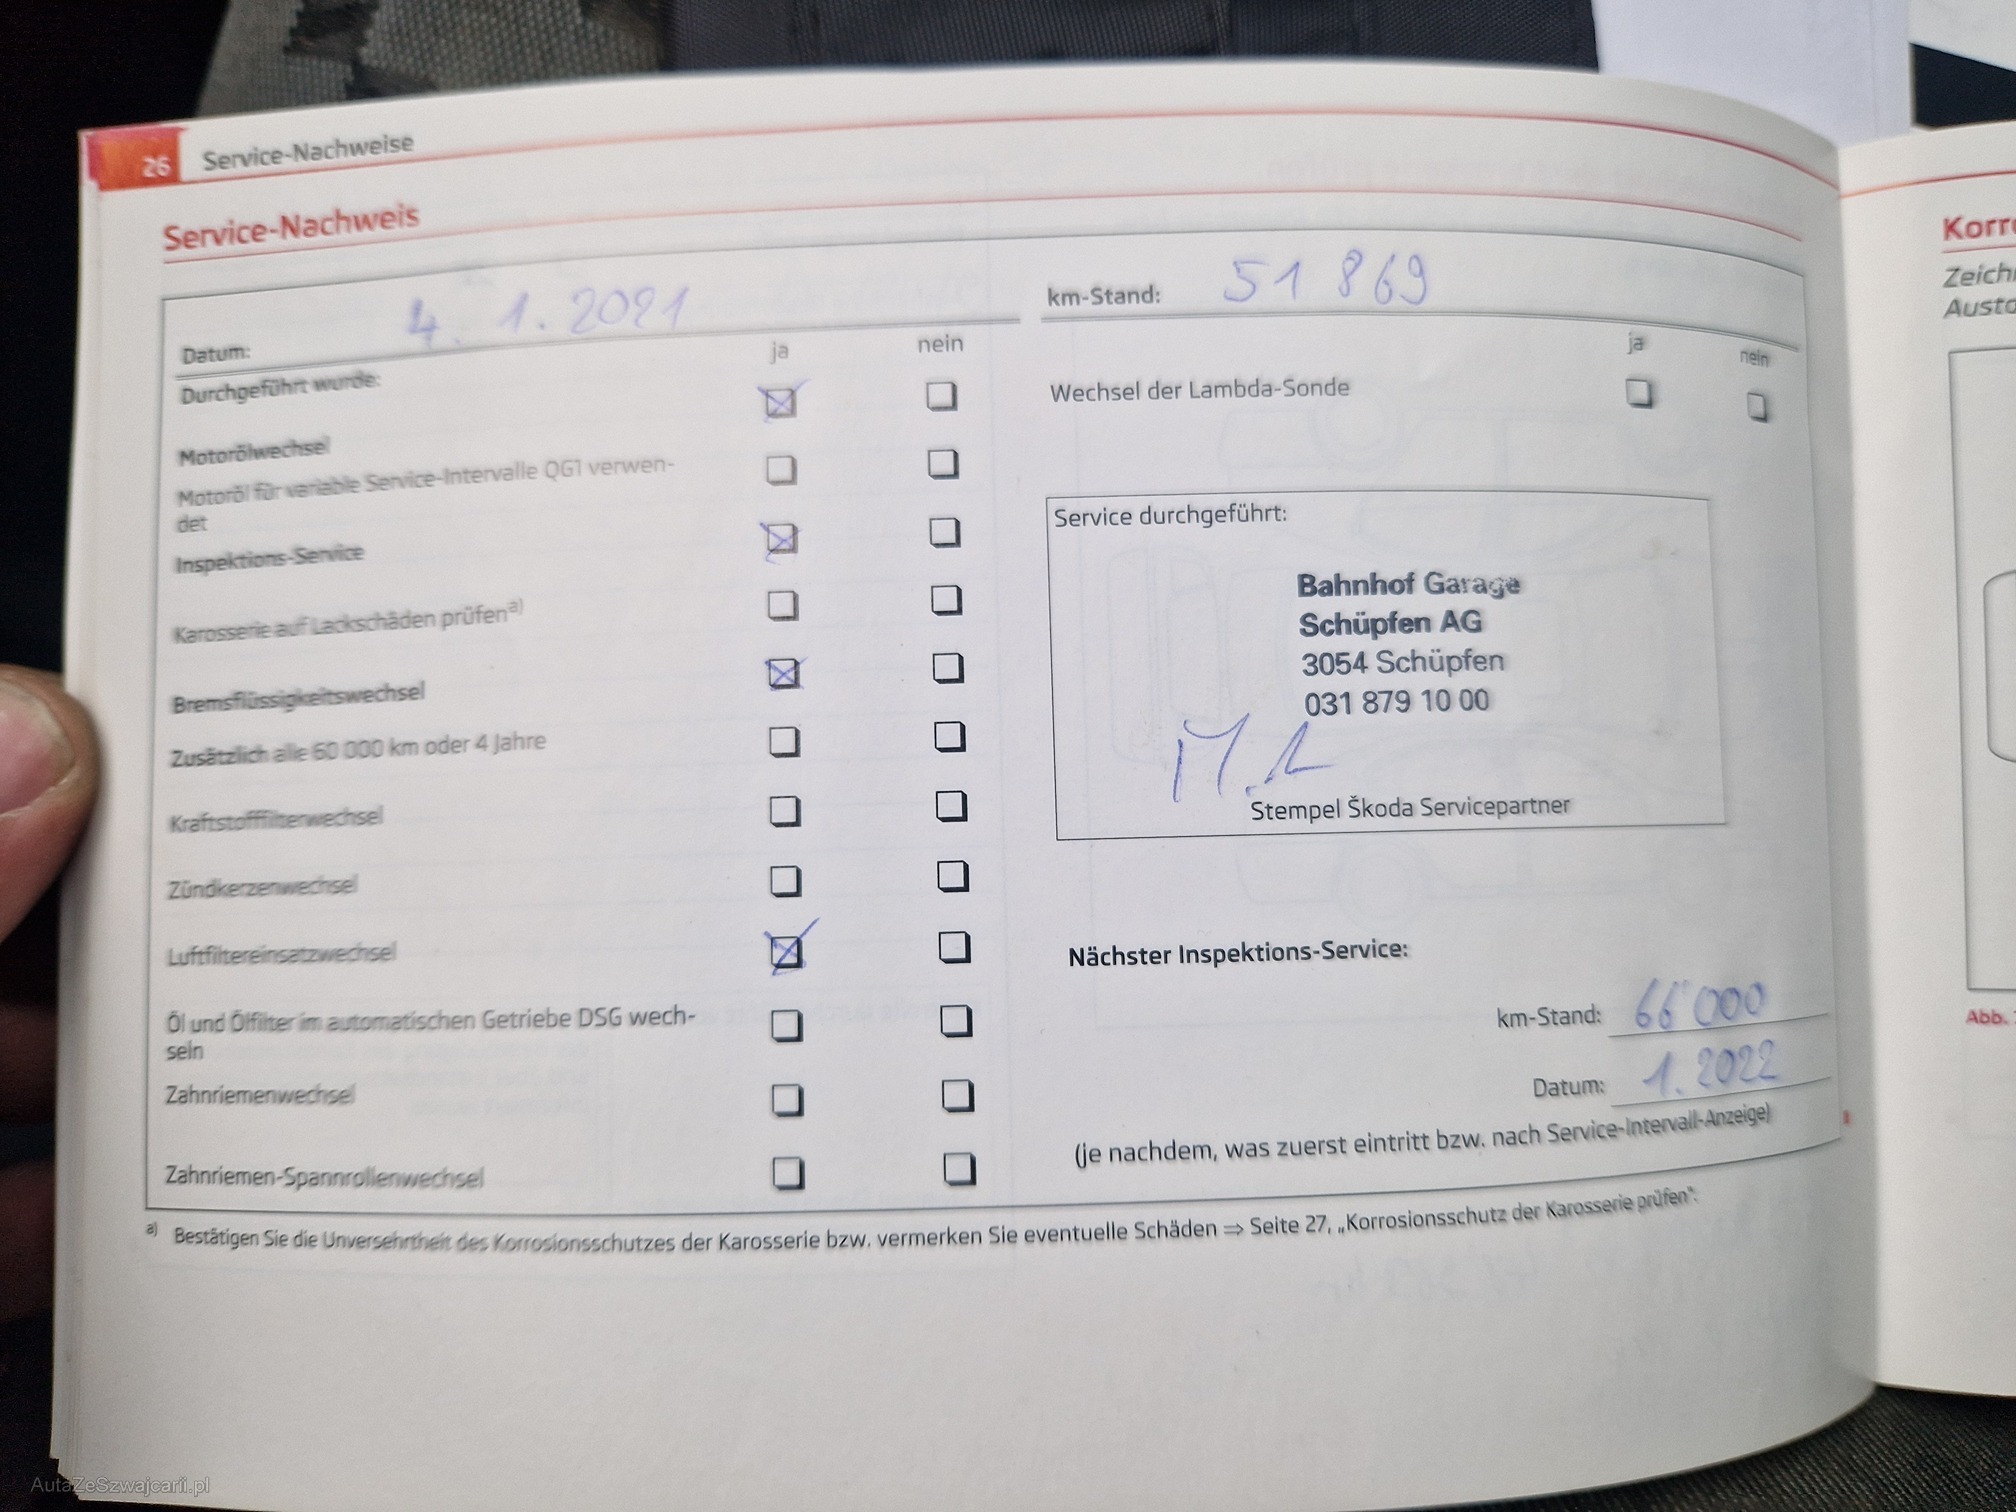 26 Service-Nachweise
Service-Nachweis
Datum: 4. 1. 2021
ja nein
Durchgeführt wurde:
Motorölwechsel
Motoröl für variable Service-Intervalle QG1 verwen-
det
Inspektions-Service
Karosserie auf Lackschäden prüfen a)
Bremsflüssigkeitswechsel
Zusätzlich alle 60 000 km oder 4 Jahre
Kraftstofffilterwechsel
Zündkerzenwechsel
Luftfiltereinsatzwechsel
Öl und Ölfilter im automatischen Getriebe DSG wech-
seln
Zahnriemenwechsel
Zahnriemen-Spannrollenwechsel
km-Stand: 51 869
ja nein
Wechsel der Lambda-Sonde
Service durchgeführt:
Bahnhof Garage
Schüpfen AG
3054 Schüpfen
031 879 10 00
Stempel Škoda Servicepartner
Nächster Inspektions-Service:
km-Stand: 66'000
Datum: 1. 2022
(je nachdem, was zuerst eintritt bzw. nach Service-Intervall-Anzeige)
a) Bestätigen Sie die Unversehrtheit des Korrosionsschutzes der Karosserie bzw. vermerken Sie eventuelle Schäden ⇒ Seite 27, „Korrosionsschutz der Karosserie prüfen".
Abb.
AutaZeSzwajcarii.pl